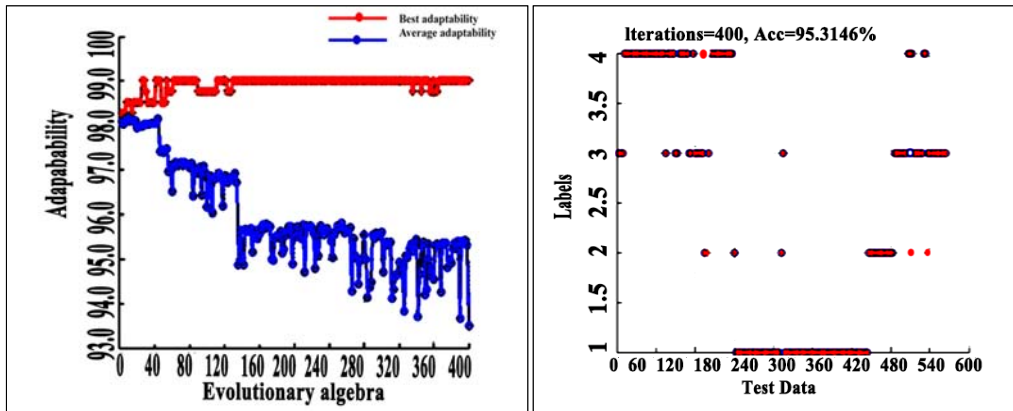 Best adaptability
Average adaptability
Adapabability
100
99.0
98.0
97.0
96.0
95.0
94.0
93.0
0 40 80 120 160 200 240 280 320 360 400
Evolutionary algebra
Iterations=400, Acc=95.3146%
Labels
4
3.5
3
2.5
2
1.5
1
0 60 120 180 240 300 360 420 480 540 600
Test Data